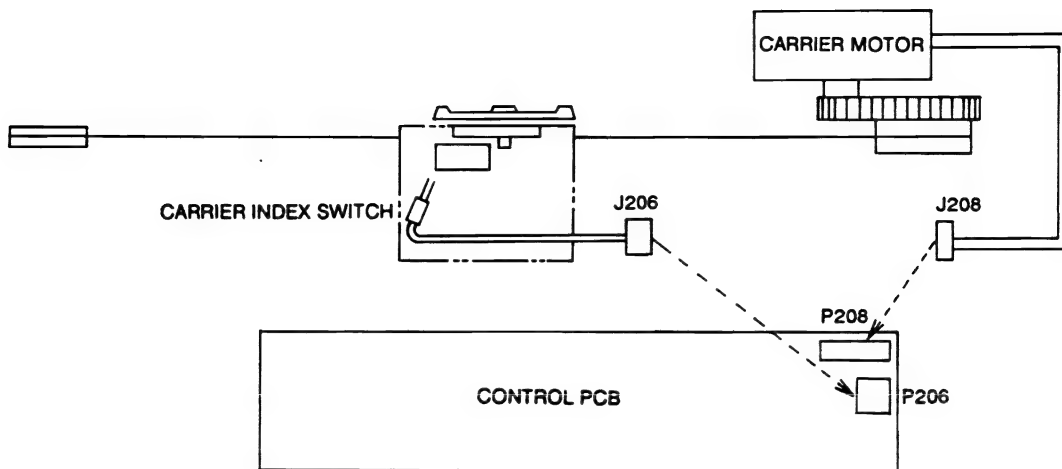 CARRIER MOTOR
CARRIER INDEX SWITCH
J206
J208
P208
CONTROL PCB
P206